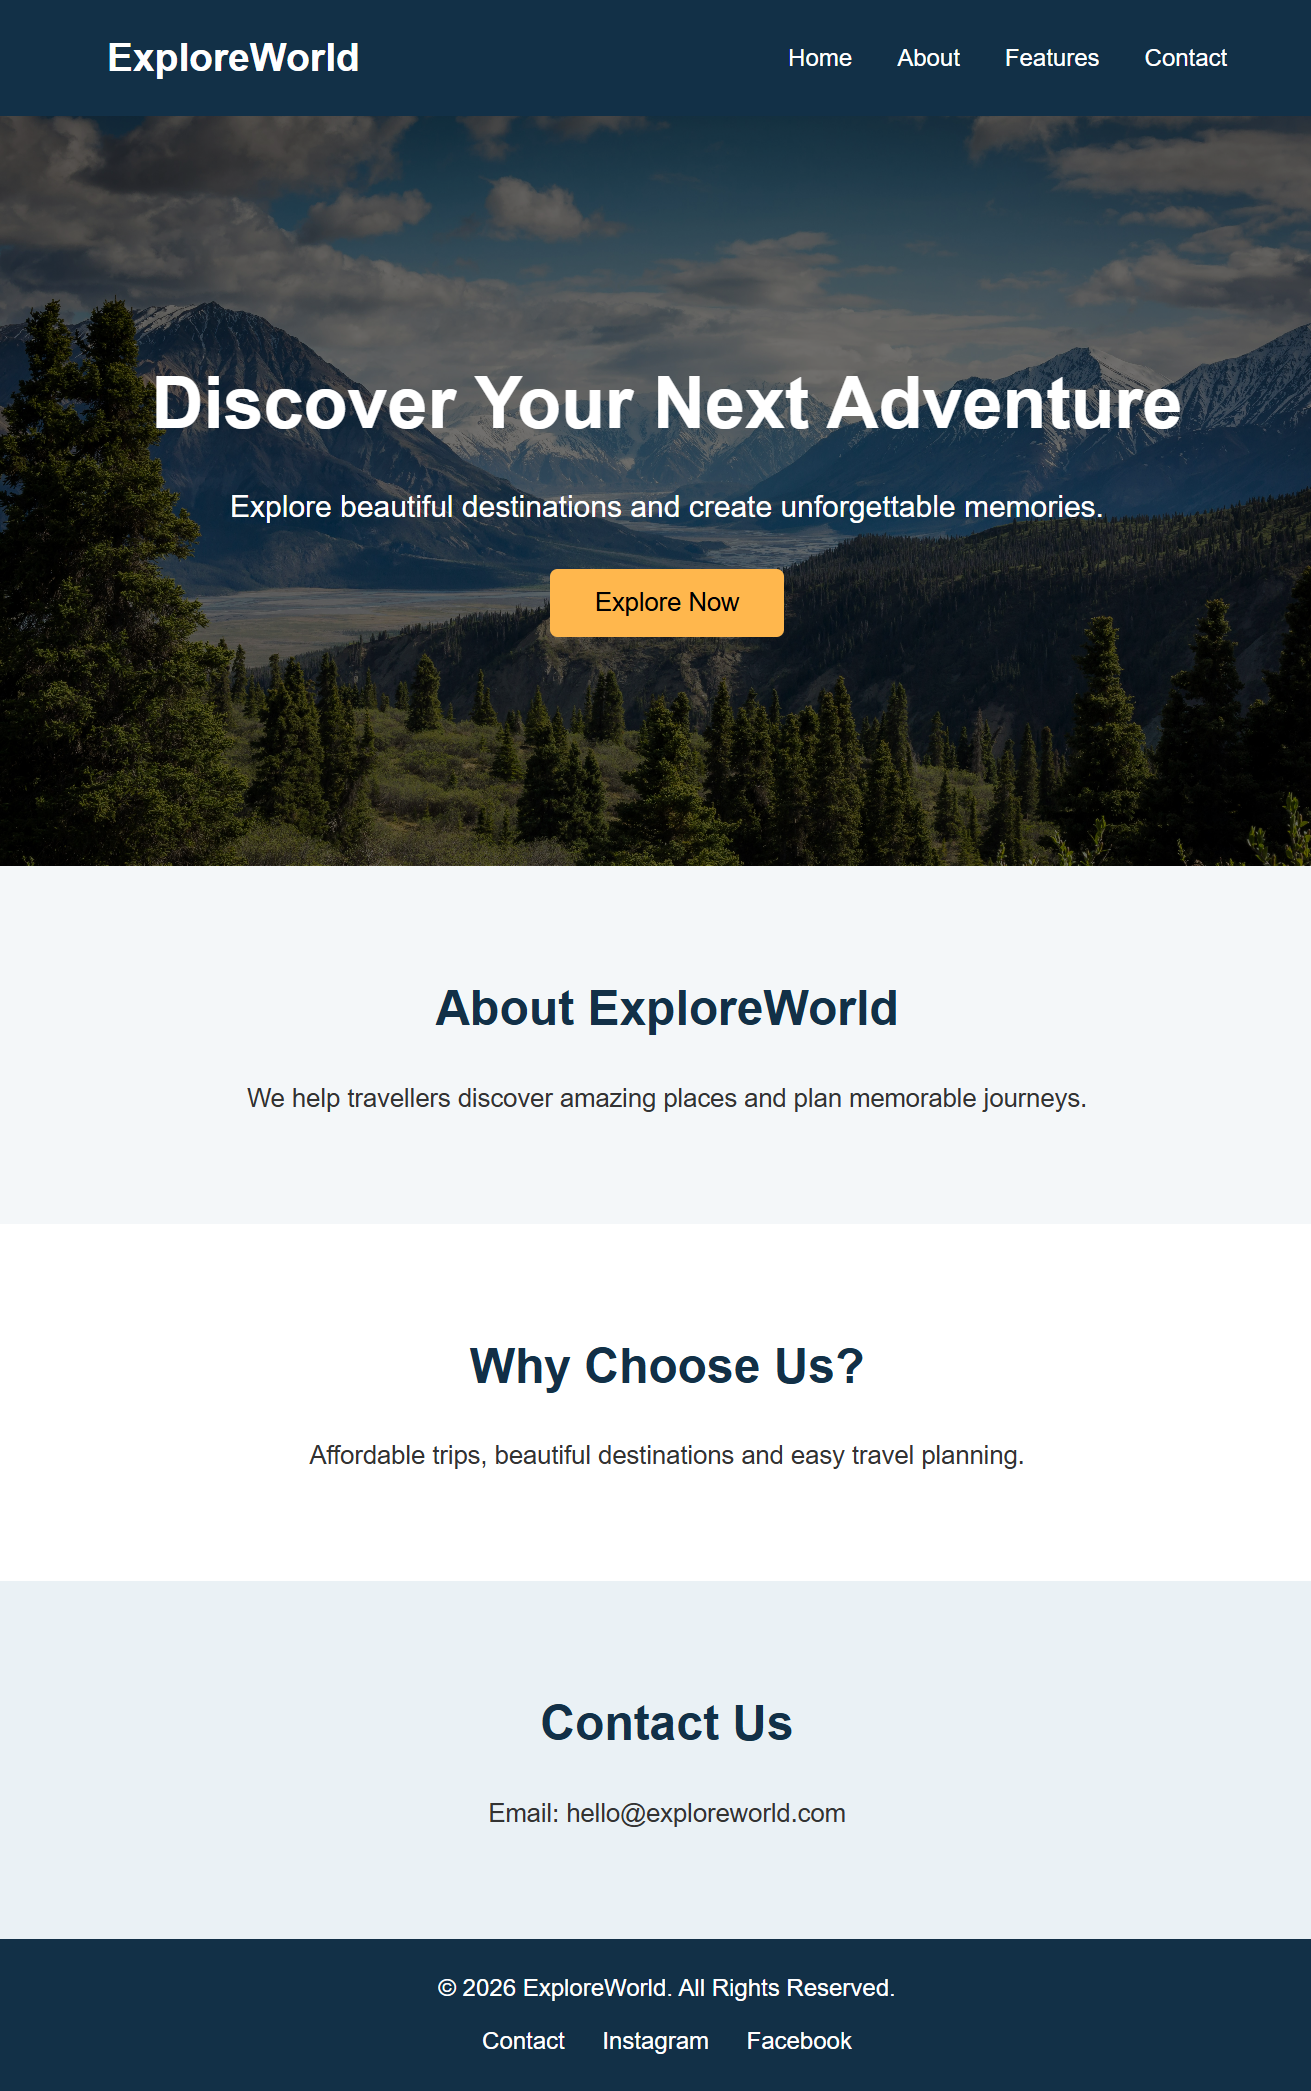 ExploreWorld
Home About Features Contact
Discover Your Next Adventure
Explore beautiful destinations and create unforgettable memories.
Explore Now
About ExploreWorld
We help travellers discover amazing places and plan memorable journeys.
Why Choose Us?
Affordable trips, beautiful destinations and easy travel planning.
Contact Us
Email: hello@exploreworld.com
© 2026 ExploreWorld. All Rights Reserved.
Contact Instagram Facebook